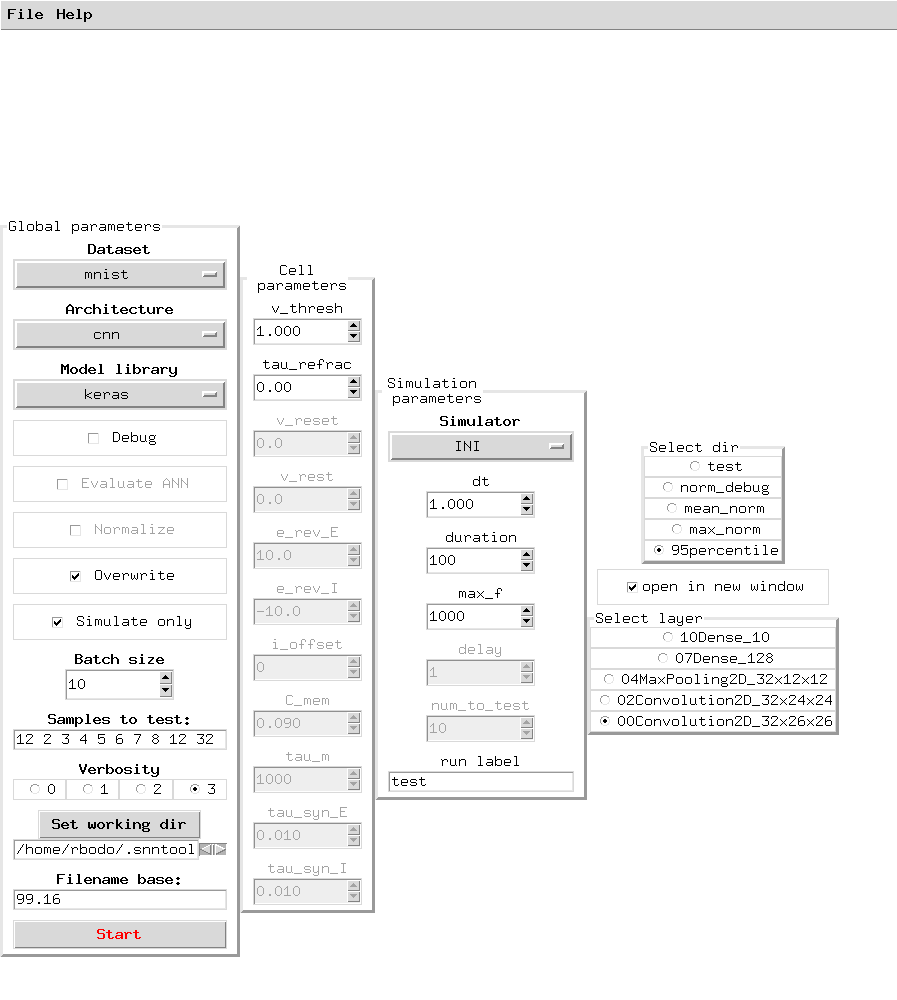 File Help
Global parameters
Dataset
mnist
Architecture
cnn
Model library
keras
Debug
Evaluate ANN
Normalize
Overwrite
Simulate only
Batch size
10
Samples to test:
12 2 3 4 5 6 7 8 12 32
Verbosity
0 1 2 3
Set working dir
/home/rbodo/.snntool
Filename base:
99.16
Start
Cell
parameters
v_thresh
1.000
tau_refrac
0.00
v_reset
0.0
v_rest
0.0
e_rev_E
10.0
e_rev_I
-10.0
i_offset
0
C_mem
0.090
tau_m
1000
tau_syn_E
0.010
tau_syn_I
0.010
Simulation
parameters
Simulator
INI
dt
1.000
duration
100
max_f
1000
delay
1
num_to_test
10
run label
test
Select dir
test
norm_debug
mean_norm
max_norm
95percentile
open in new window
Select layer
10Dense_10
07Dense_128
04MaxPooling2D_32x12x12
02Convolution2D_32x24x24
00Convolution2D_32x26x26